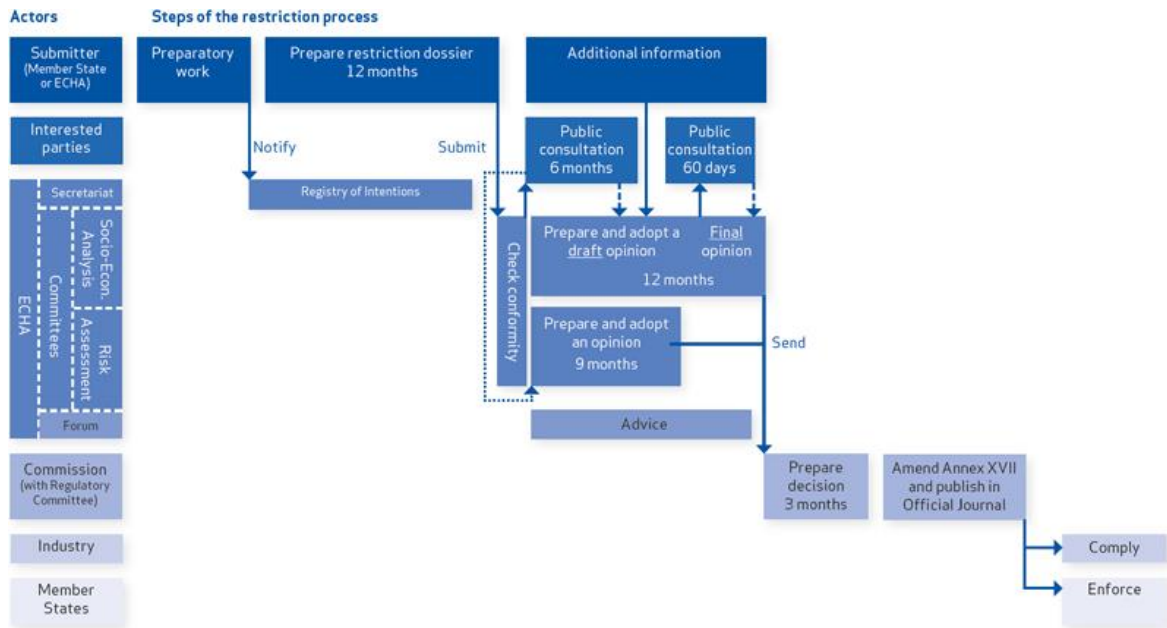 Actors
Steps of the restriction process
Submitter
(Member State
or ECHA)
Preparatory
work
Prepare restriction dossier
12 months
Additional information
Interested
parties
Notify
Submit
Public
consultation
6 months
Public
consultation
60 days
ECHA
Secretariat
Committees
Socio-Econ.
Analysis
Risk
Assessment
Forum
Registry of Intentions
Check conformity
Prepare and adopt a
draft opinion
Final
opinion
12 months
Prepare and adopt
an opinion
9 months
Send
Advice
Commission
(with Regulatory
Committee)
Prepare
decision
3 months
Amend Annex XVII
and publish in
Official Journal
Industry
Comply
Member
States
Enforce